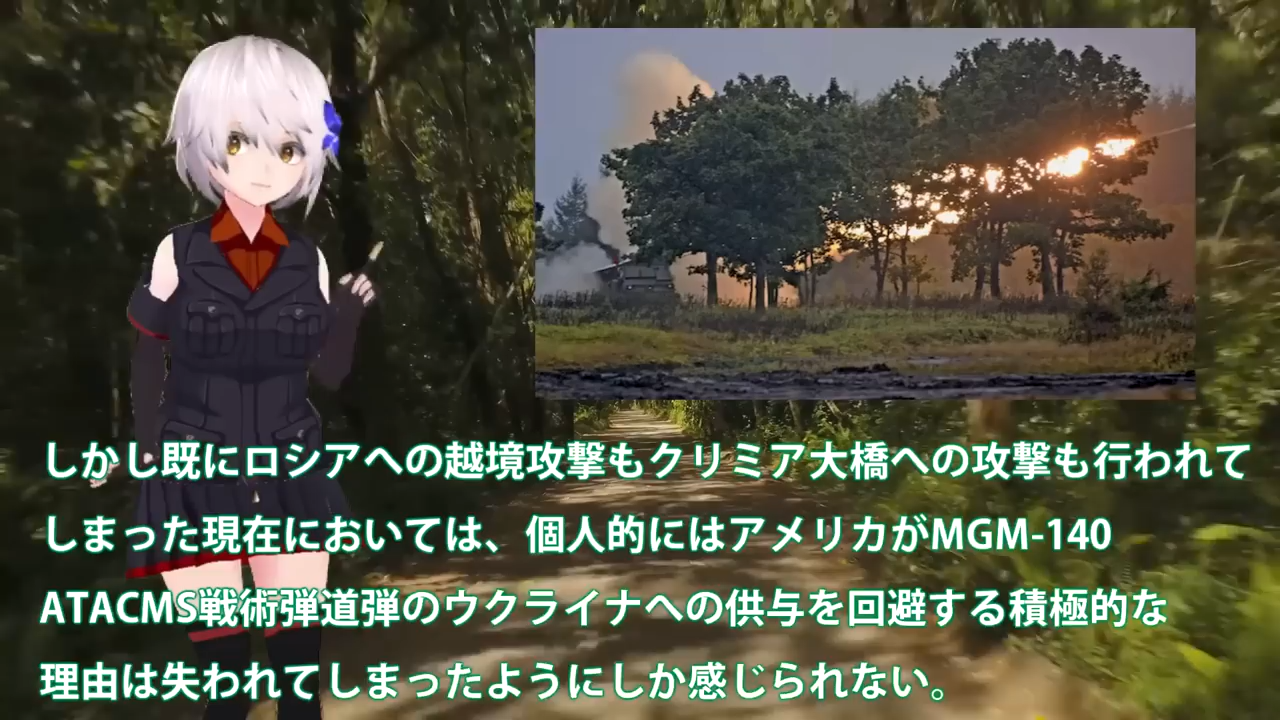 しかし既にロシアへの越境攻撃もクリミア大橋への攻撃も行われて
しまった現在においては、個人的にはアメリカがMGM-140
ATACMS戦術弾道弾のウクライナへの供与を回避する積極的な
理由は失われてしまったようにしか感じられない。